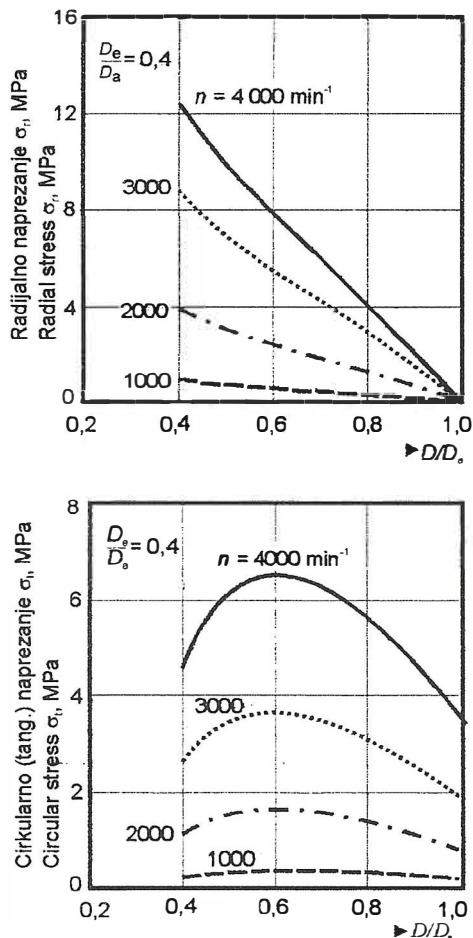 16
12
8
4
0
Radijalno naprezanje σr, MPa
Radial stress σr, MPa
De
Da
=0,4
n = 4 000 min-1
3000
2000
1000
0,2
0,4
0,6
0,8
1,0
D/Da
8
6
4
2
0
Cirkularno (tang.) naprezanje σt, MPa
Circular stress σt, MPa
De
Da
=0,4
n = 4000 min-1
3000
2000
1000
0,2
0,4
0,6
0,8
1,0
D/Da